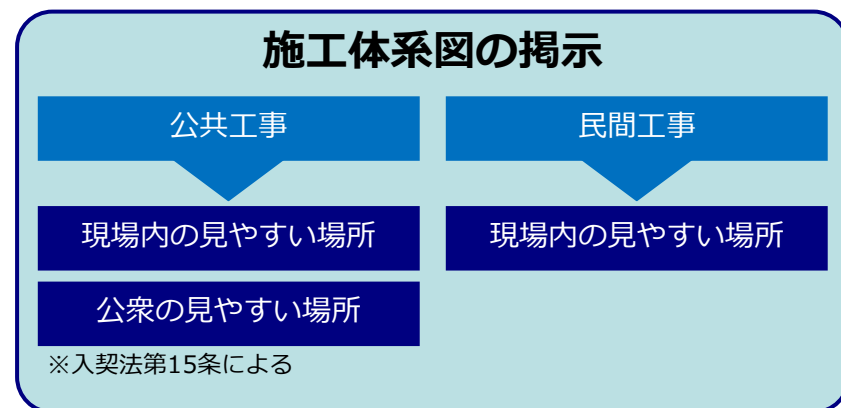 施工体系図の掲示
公共工事
民間工事
現場内の見やすい場所
現場内の見やすい場所
公衆の見やすい場所
※入契法第15条による